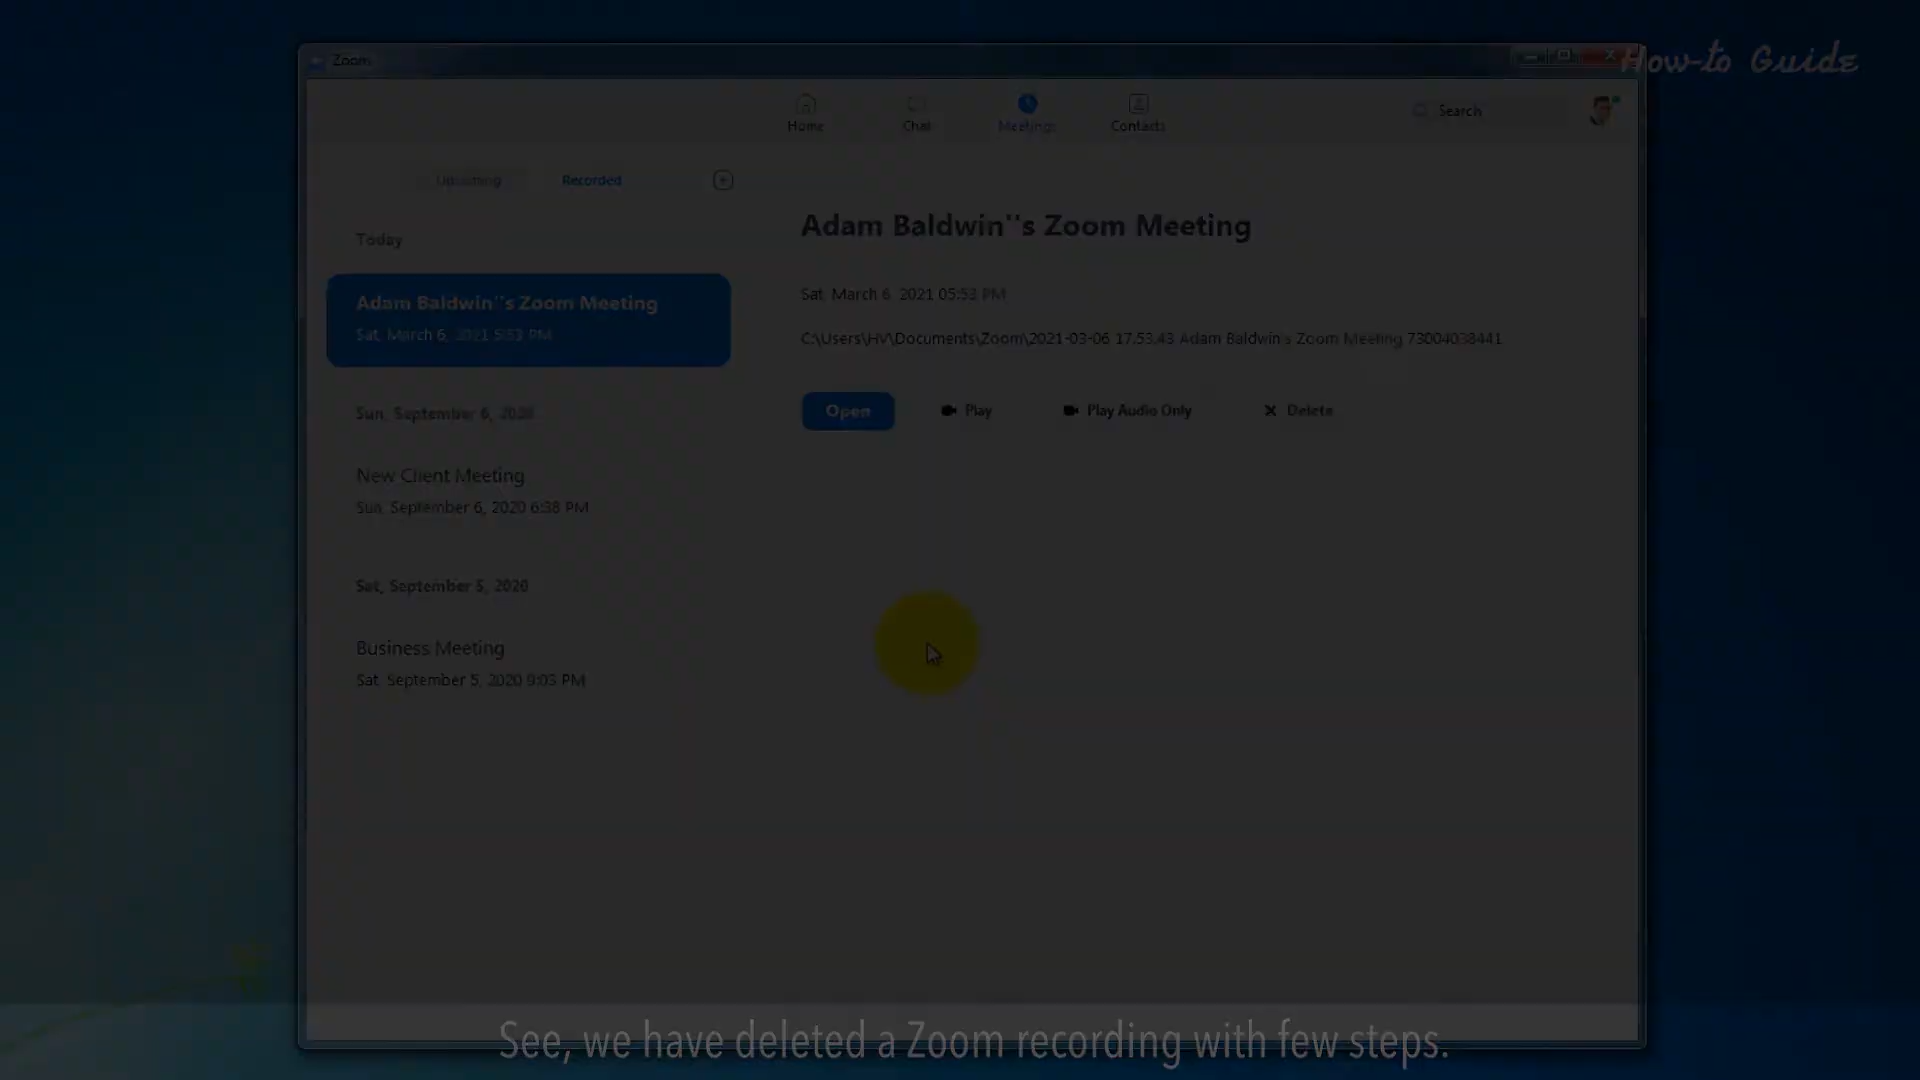 Zoom
How-to Guide
Home
Chat
Meetings
Contacts
Search
Upcoming
Recorded
Today
Adam Baldwin''s Zoom Meeting
Sat, March 6, 2021 5:53 PM
Sun, September 6, 2020
New Client Meeting
Sun, September 6, 2020 6:38 PM
Sat, September 5, 2020
Business Meeting
Sat, September 5, 2020 9:03 PM
Adam Baldwin''s Zoom Meeting
Sat, March 6, 2021 05:53 PM
C:\Users\HV\Documents\Zoom\2021-03-06 17.53.43 Adam Baldwin's Zoom Meeting 73004038441
Open
Play
Play Audio Only
Delete
See, we have deleted a Zoom recording with few steps.